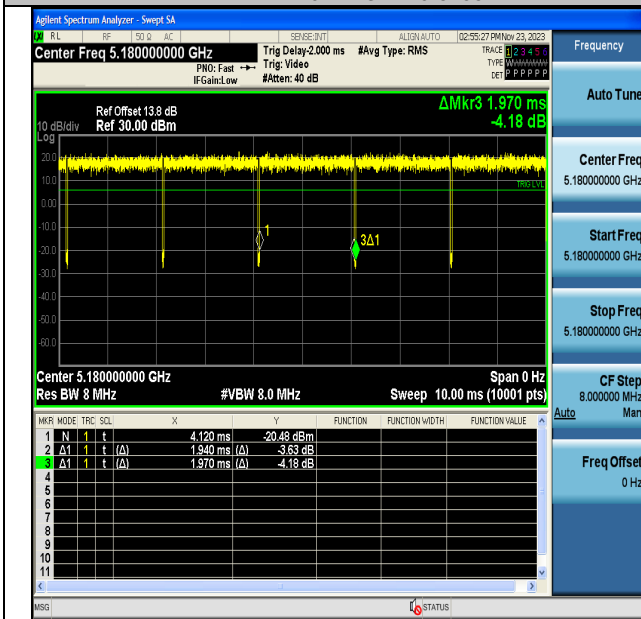 Agilent Spectrum Analyzer - Swept SA
RL RF 50 Ω AC SENSE:INT ALIGN AUTO 02:55:27 PM Nov 23, 2023
Center Freq 5.180000000 GHz
PNO: Fast
IFGain:Low
Trig Delay-2.000 ms
Trig: Video
#Atten: 40 dB
#Avg Type: RMS
TRACE 1 2 3 4 5 6
TYPE WWWWWW
DET P P P P P P
Frequency
Auto Tune
Center Freq
5.180000000 GHz
Start Freq
5.180000000 GHz
Stop Freq
5.180000000 GHz
CF Step
8.000000 MHz
Auto Man
Freq Offset
0 Hz
Ref Offset 13.8 dB
10 dB/div Ref 30.00 dBm
Log
ΔMkr3 1.970 ms
-4.18 dB
20.0
10.0
0.00
-10.0
-20.0
-30.0
-40.0
-50.0
-60.0
TRIG LVL
1
3Δ1
Center 5.180000000 GHz Span 0 Hz
Res BW 8 MHz #VBW 8.0 MHz Sweep 10.00 ms (10001 pts)
MKR MODE TRC SCL X Y FUNCTION FUNCTION WIDTH FUNCTION VALUE
1 N 1 t 4.120 ms -20.48 dBm
2 Δ1 1 t (Δ) 1.940 ms (Δ) -3.63 dB
3 Δ1 1 t (Δ) 1.970 ms (Δ) -4.18 dB
4
5
6
7
8
9
10
11
MSG STATUS